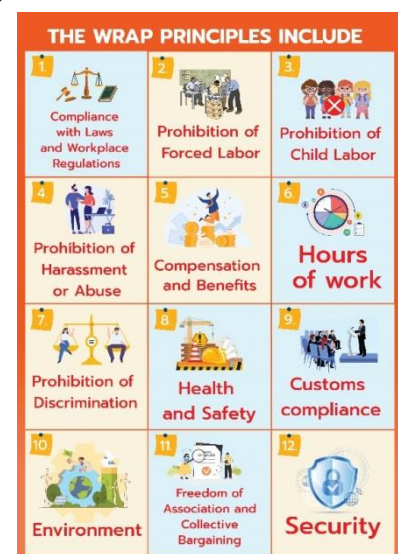 THE WRAP PRINCIPLES INCLUDE
1.
Compliance
with Laws
and Workplace
Regulations
2.
Prohibition of
Forced Labor
3.
Prohibition of
Child Labor
4
Prohibition of
Harassment
or Abuse
5.
Compensation
and Benefits
6.
Hours
of work
7.
Prohibition of
Discrimination
8
Health
and Safety
9.
Customs
compliance
10
Environment
11.
Freedom of
Association and
Collective
Bargaining
12.
Security